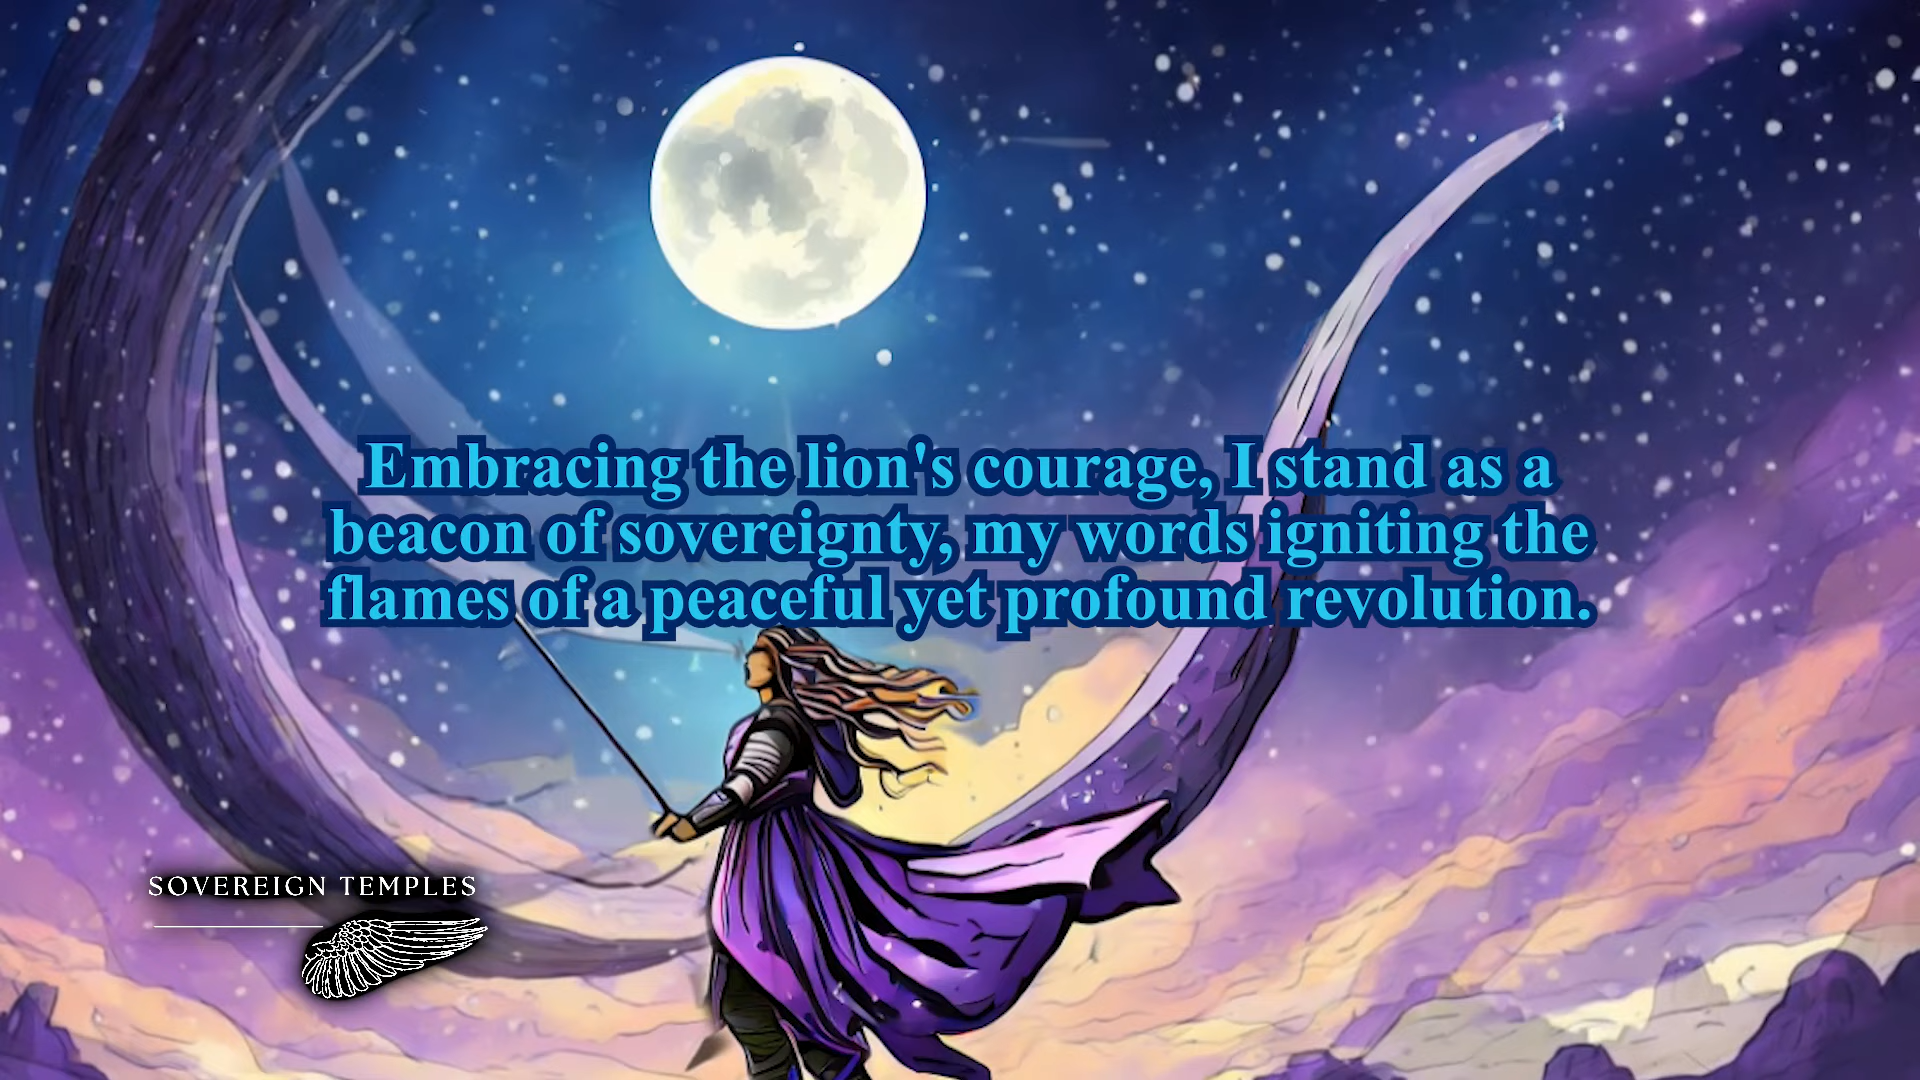 Embracing the lion's courage, I stand as a
beacon of sovereignty, my words igniting the
flames of a peaceful yet profound revolution.
SOVEREIGN TEMPLES